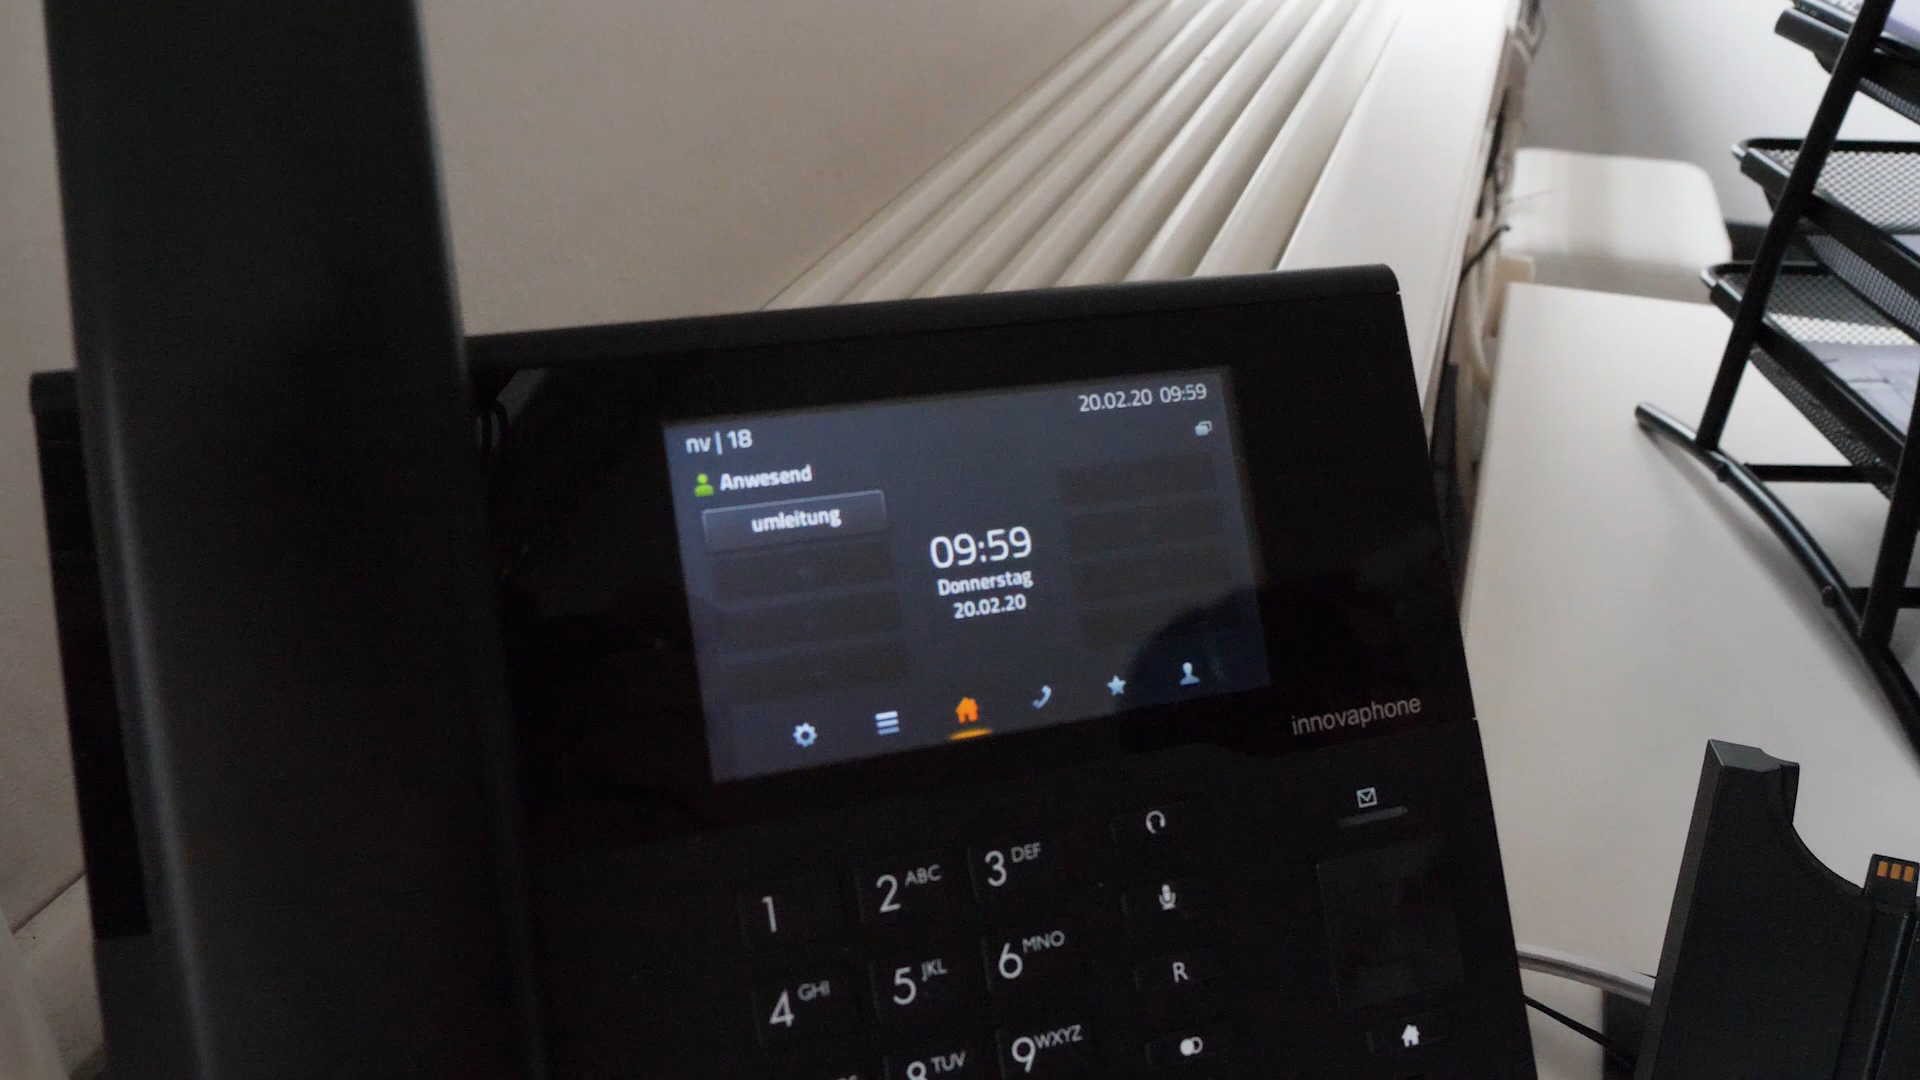 20.02.20 09:59
nv | 18
Anwesend
umleitung
09:59
Donnerstag
20.02.20
innovaphone
1
2 ABC
3 DEF
4 GHI
5 JKL
6 MNO
R
8 TUV
9 WXYZ